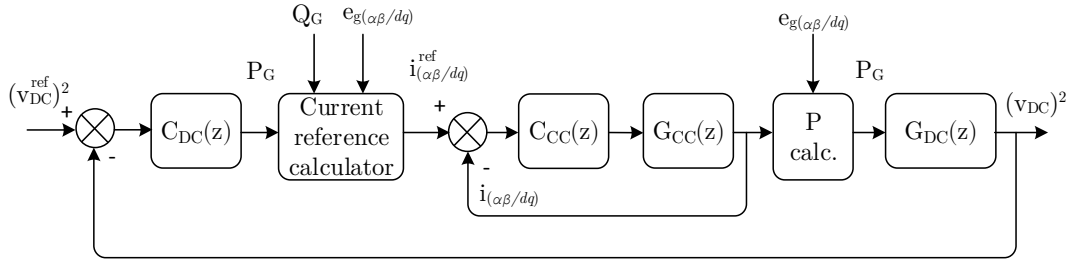 Q_G
e_g(αβ/dq)
e_g(αβ/dq)
P_G
i^ref_(αβ/dq)
P_G
(v^ref_DC)^2
(v_DC)^2
+
+
C_DC(z)
Current
reference
calculator
C_CC(z)
G_CC(z)
P
calc.
G_DC(z)
-
-
i_(αβ/dq)